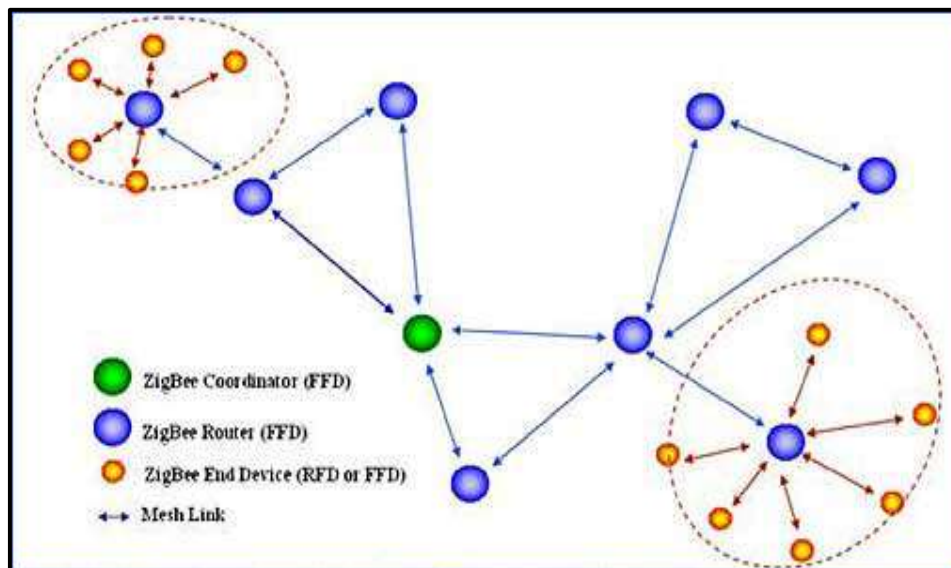 ZigBee Coordinator (FFD)
ZigBee Router (FFD)
ZigBee End Device (RFD or FFD)
Mesh Link